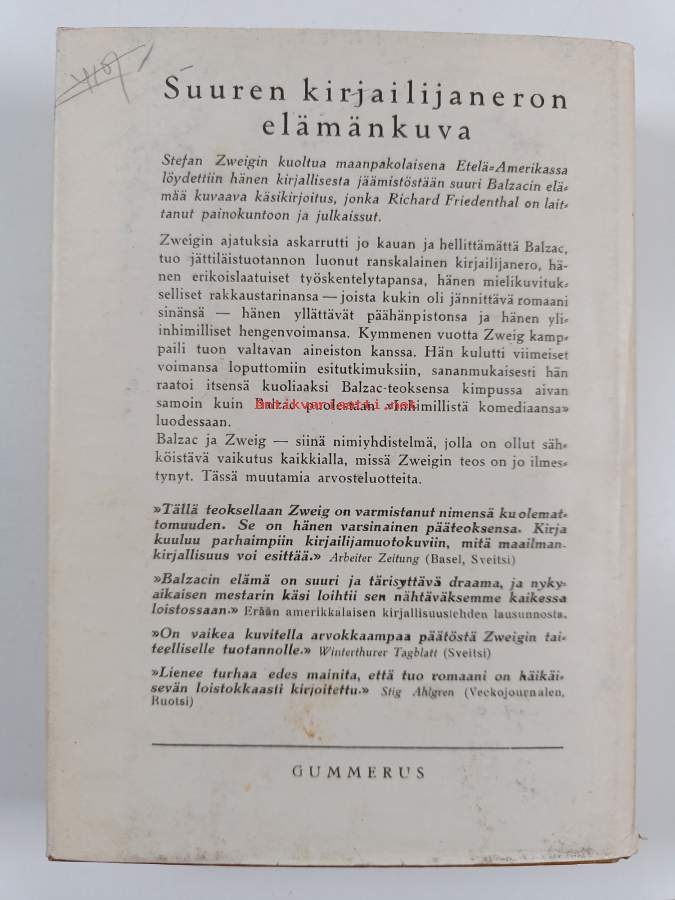 Suuren kirjailijaneron
elämänkuva
Stefan Zweigin kuoltua maanpakolaisena Etelä-Amerikassa
löydettiin hänen kirjallisesta jäämistöstään suuri Balzacin elä-
mää kuvaava käsikirjoitus, jonka Richard Friedenthal on lait-
tanut painokuntoon ja julkaissut.
Zweigin ajatuksia askarrutti jo kauan ja hellittämättä Balzac,
tuo jättiläistuotannon luonut ranskalainen kirjailijanero, hä-
nen erikoislaatuiset työskentelytapansa, hänen mielikuvituk-
selliset rakkaustarinansa — joista kukin oli jännittävä romaani
sinänsä — hänen yllättävät päähänpistonsa ja hänen yli-
inhimilliset hengenvoimansa. Kymmenen vuotta Zweig kamp-
paili tuon valtavan aineiston kanssa. Hän kulutti viimeiset
voimansa loputtomiin esitutkimuksiin, sananmukaisesti hän
raatoi itsensä kuoliaaksi Balzac-teoksensa kimpussa aivan
samoin kuin Balzac puolestaan »inhimillistä komediaansa»
luodessaan.
Balzac ja Zweig — siinä nimiyhdistelmä, jolla on ollut säh-
köistävä vaikutus kaikkialla, missä Zweigin teos on jo ilmes-
tynyt. Tässä muutamia arvosteluotteita.
»Tällä teoksellaan Zweig on varmistanut nimensä kuolemat-
tomuuden. Se on hänen varsinainen pääteoksensa. Kirja
kuuluu parhaimpiin kirjailijamuotokuviin, mitä maailman-
kirjallisuus voi esittää.» Arbeiter Zeitung (Basel, Sveitsi)
»Balzacin elämä on suuri ja tärisyttävä draama, ja nyky-
aikaisen mestarin käsi loihtii sen nähtäväksemme kaikessa
loistossaan.» Erään amerikkalaisen kirjallisuuslehden lausunnosta.
»On vaikea kuvitella arvokkaampaa päätöstä Zweigin tai-
teelliselle tuotannolle.» Winterthurer Tagblatt (Sveitsi)
»Lienee turhaa edes mainita, että tuo romaani on häikäi-
sevän loistokkaasti kirjoitettu.» Stig Ahlgren (Veckojournalen,
Ruotsi)
GUMMERUS